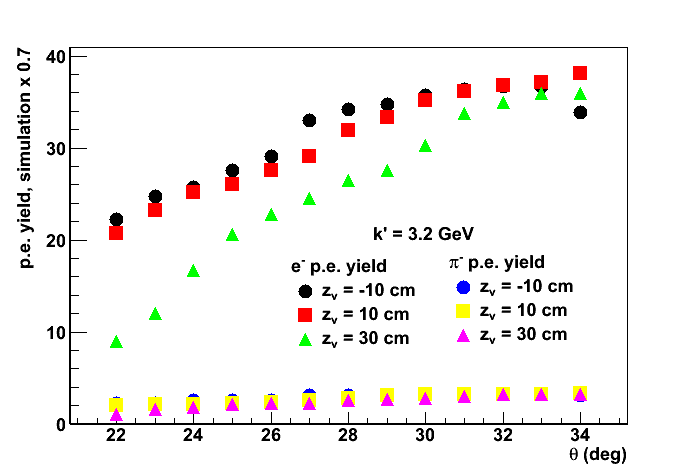 p.e. yield, simulation x 0.7
40
30
20
10
0
k' = 3.2 GeV
e⁻ p.e. yield
z_v = -10 cm
z_v = 10 cm
z_v = 30 cm
π⁻ p.e. yield
z_v = -10 cm
z_v = 10 cm
z_v = 30 cm
22 24 26 28 30 32 34
θ (deg)